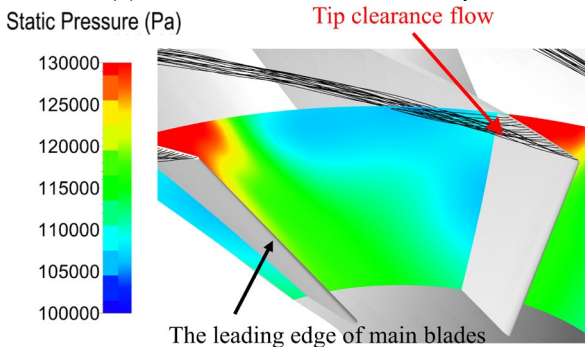 Static Pressure (Pa)
Tip clearance flow
130000
125000
120000
115000
110000
105000
100000
The leading edge of main blades